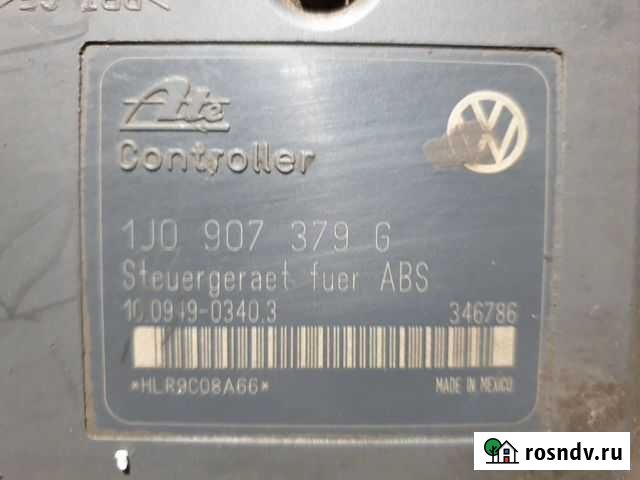 Ate
Controller
1J0 907 379 G
Steuergeraet fuer ABS
10.0949-0340.3 346786
*HLR9C08A66*
MADE IN MEXICO
rosndv.ru